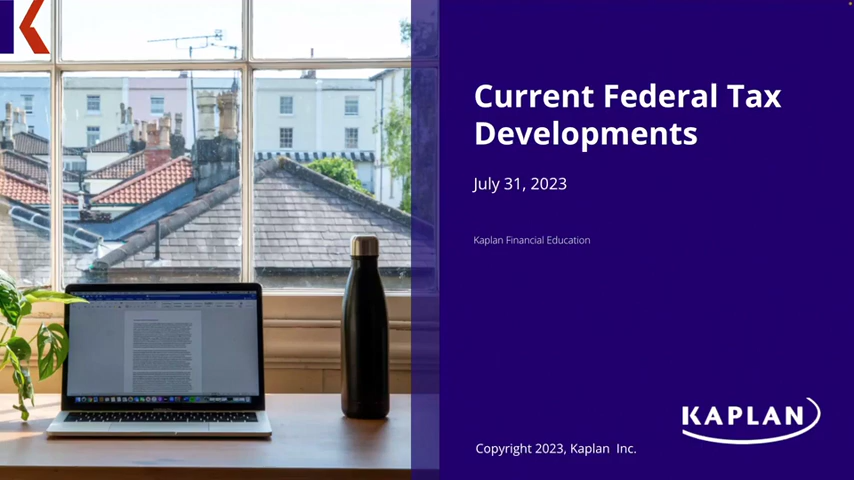 Current Federal Tax
Developments
July 31, 2023
Kaplan Financial Education
KAPLAN
Copyright 2023, Kaplan Inc.